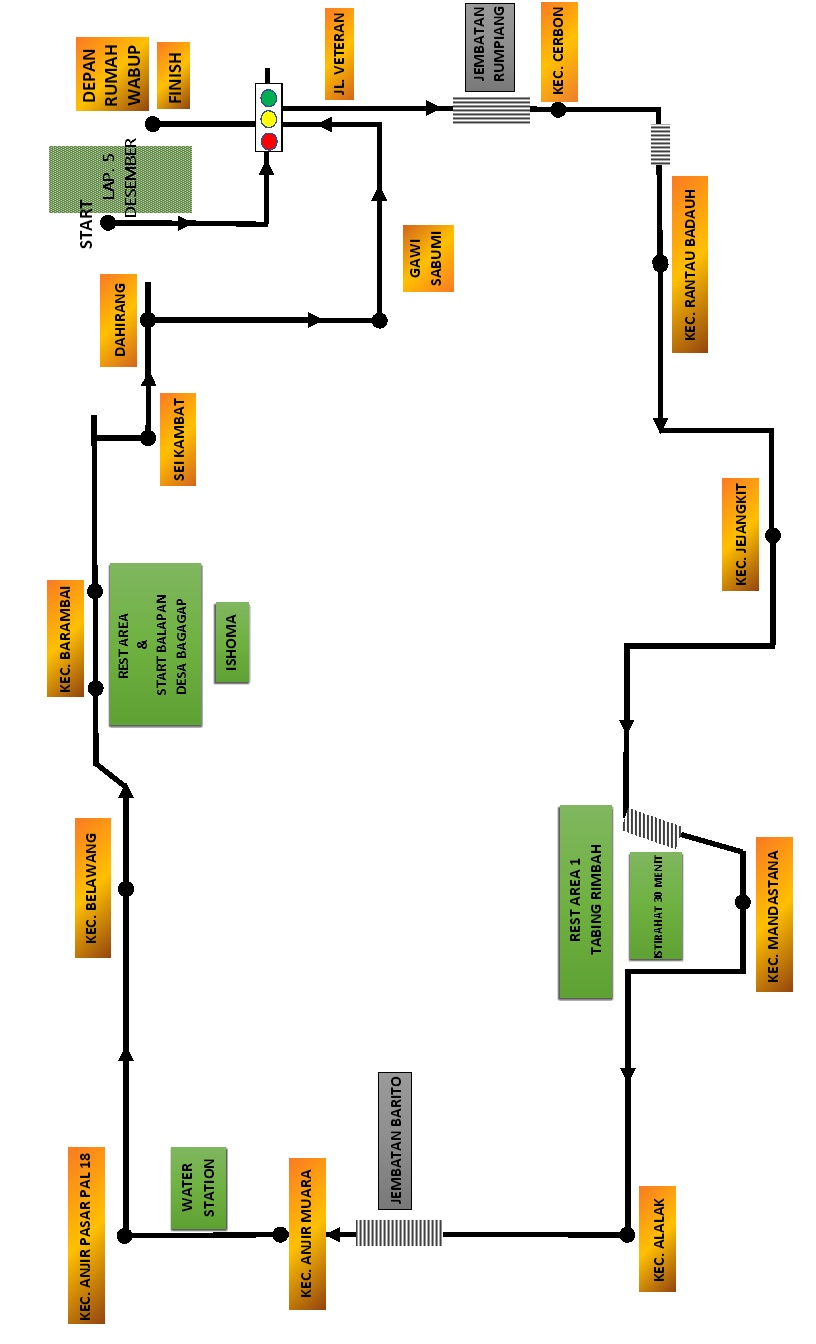 DEPAN
RUMAH
WABUP
FINISH
START
LAP. 5
DESEMBER
JL. VETERAN
JEMBATAN
RUMPIANG
KEC. CERBON
KEC. RANTAU BADAUH
KEC. JEJANGKIT
REST AREA 1
TABING RIMBAH
ISTIRAHAT 30 MENIT
KEC. MANDASTANA
KEC. ALALAK
JEMBATAN BARITO
KEC. ANJIR MUARA
WATER
STATION
KEC. ANJIR PASAR PAL 18
KEC. BELAWANG
KEC. BARAMBAI
REST AREA
&
START BALAPAN
DESA BAGAGAP
ISHOMA
SEI KAMBAT
DAHIRANG
GAWI
SABUMI